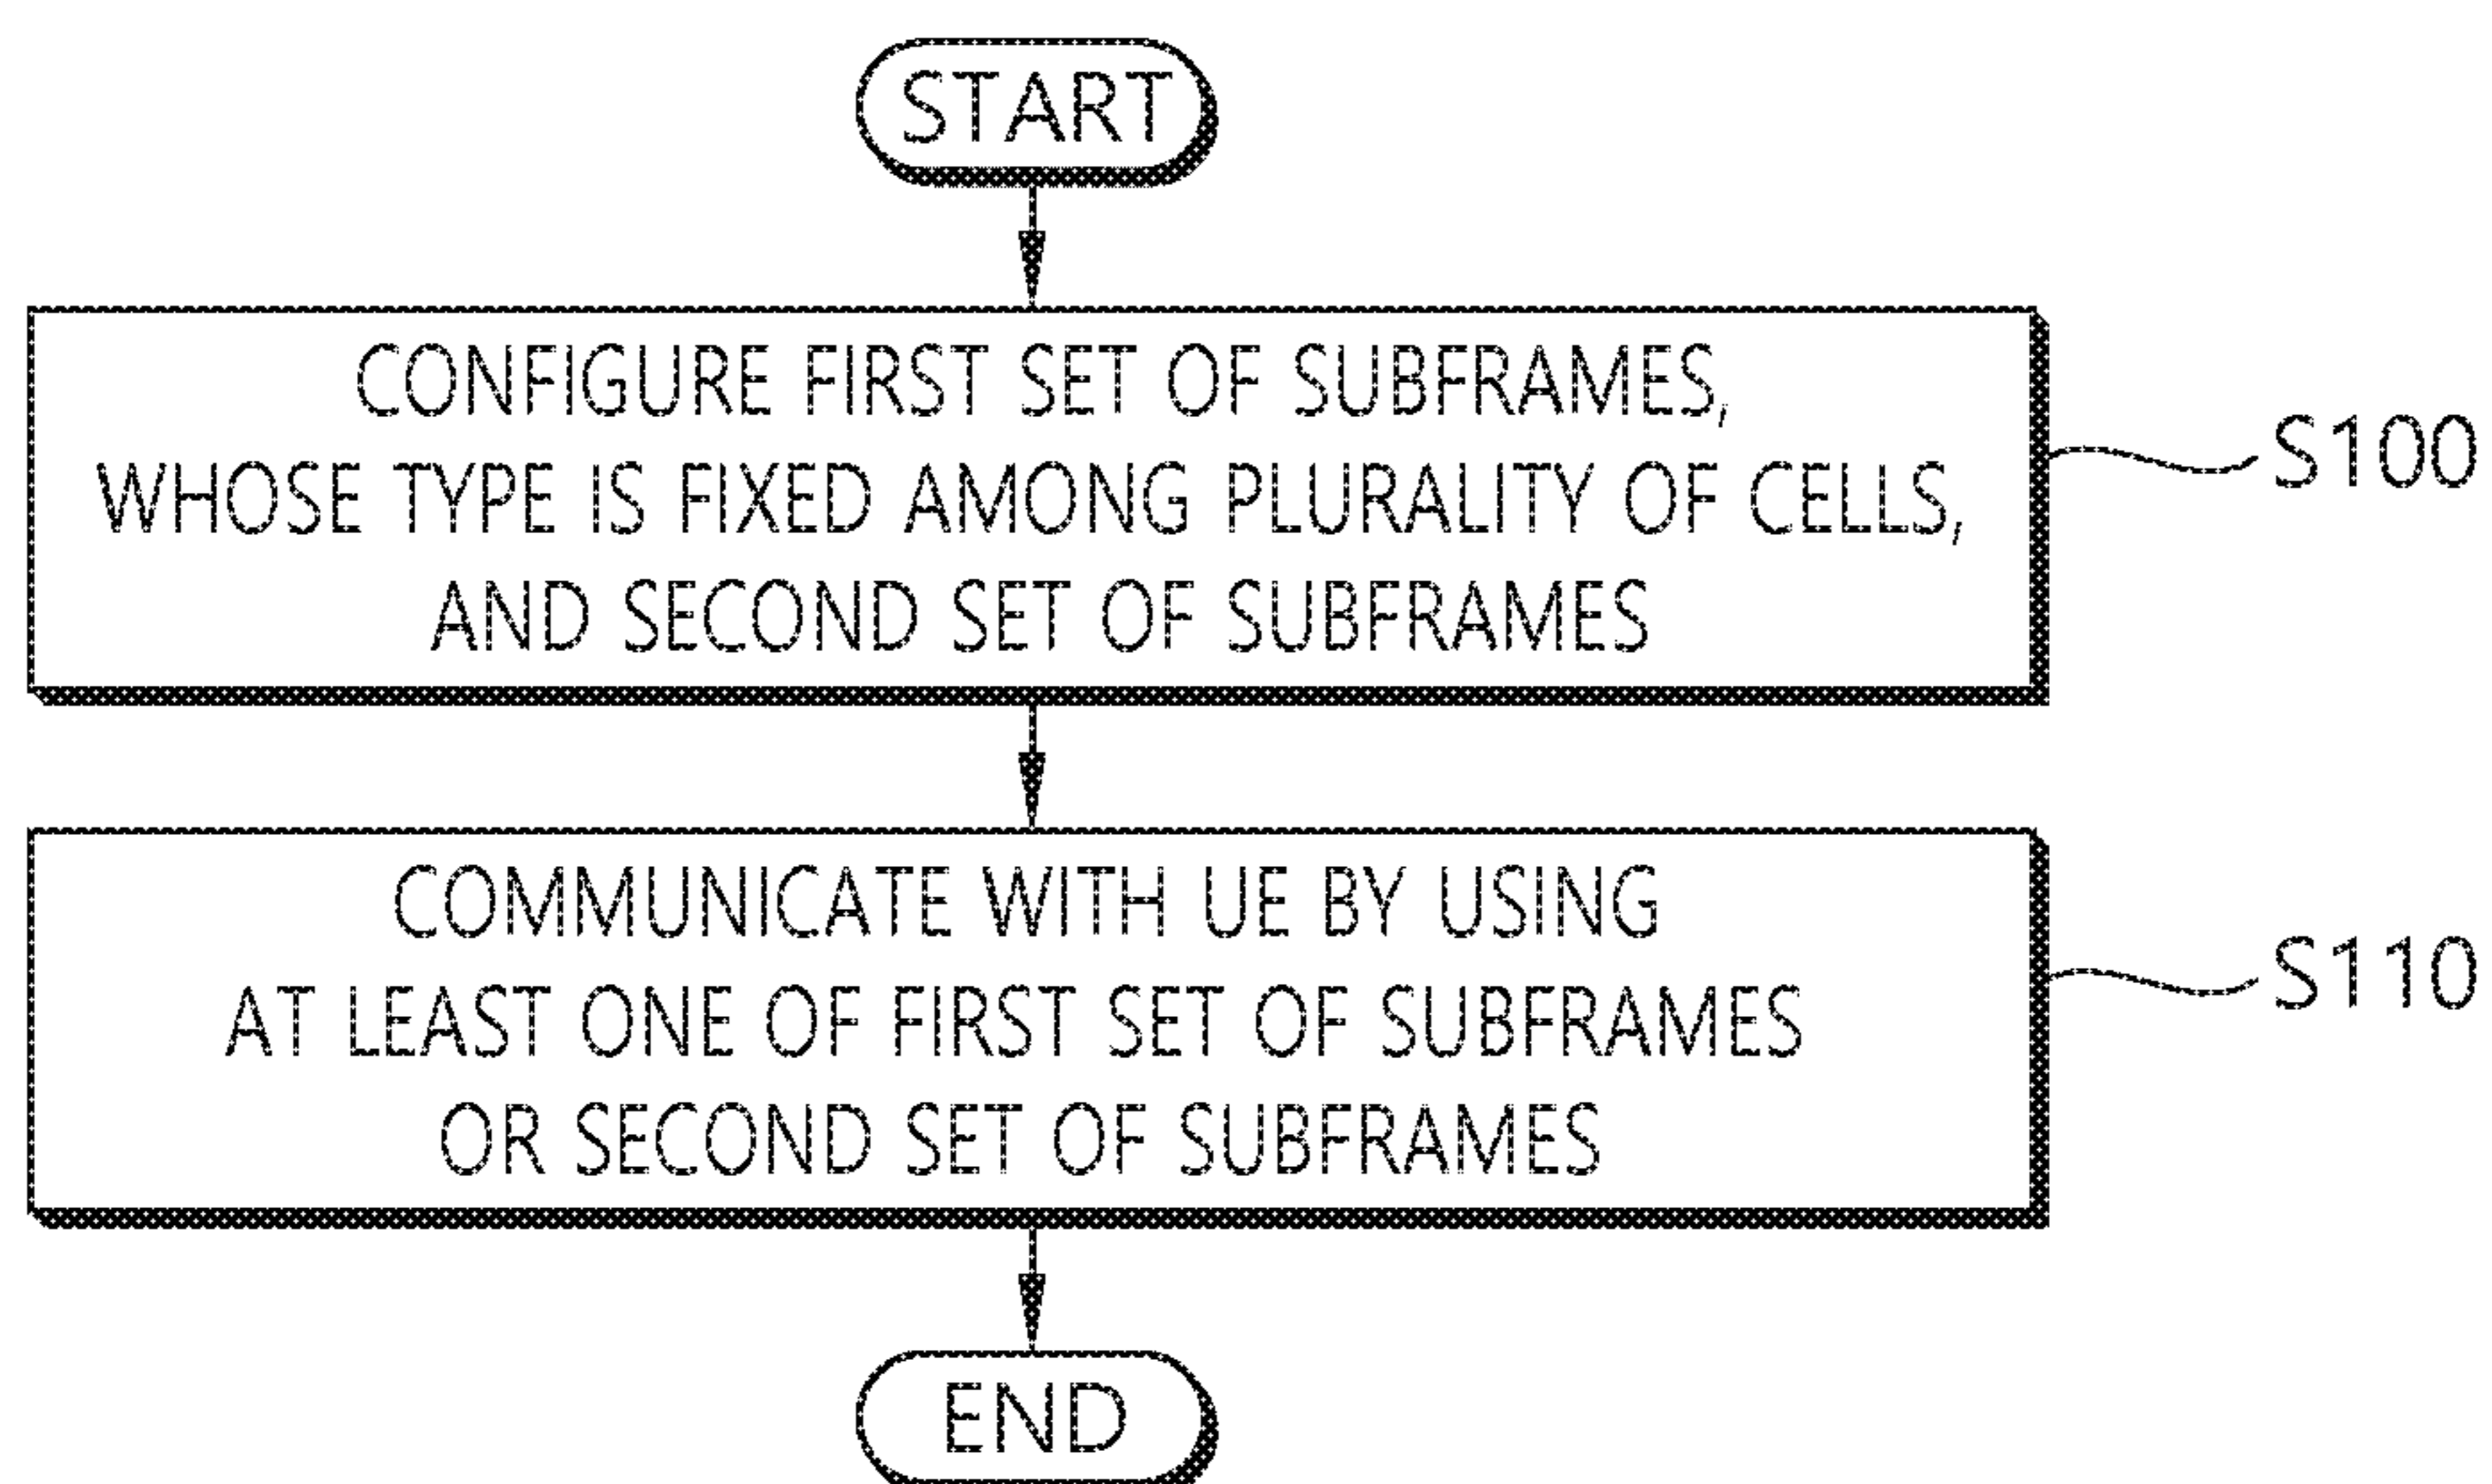 START
CONFIGURE FIRST SET OF SUBFRAMES,
WHOSE TYPE IS FIXED AMONG PLURALITY OF CELLS,
AND SECOND SET OF SUBFRAMES
S100
COMMUNICATE WITH UE BY USING
AT LEAST ONE OF FIRST SET OF SUBFRAMES
OR SECOND SET OF SUBFRAMES
S110
END